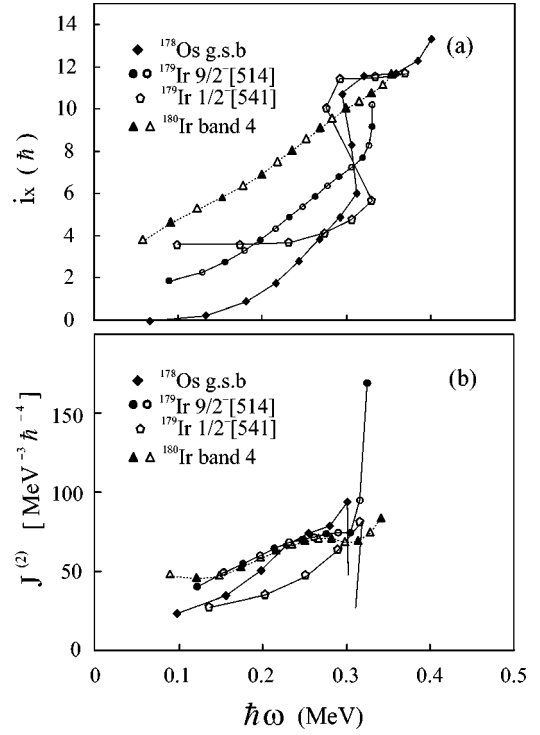 14
12
10
8
6
4
2
0
i_x (ℏ)
(a)
¹⁷⁸Os g.s.b
¹⁷⁹Ir 9/2⁻[514]
¹⁷⁹Ir 1/2⁻[541]
¹⁸⁰Ir band 4
150
100
50
0
J⁽²⁾ [MeV⁻³ℏ⁻⁴]
(b)
¹⁷⁸Os g.s.b
¹⁷⁹Ir 9/2⁻[514]
¹⁷⁹Ir 1/2⁻[541]
¹⁸⁰Ir band 4
0 0.1 0.2 0.3 0.4 0.5
ℏω (MeV)